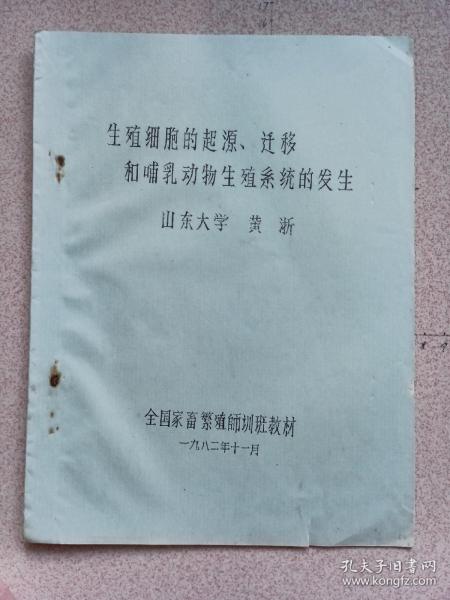 生殖细胞的起源、迁移
和哺乳动物生殖系统的发生
山东大学 黄浙
全国家畜繁殖師训班教材
一九八二年十一月
孔夫子旧书网
www.kongfz.com